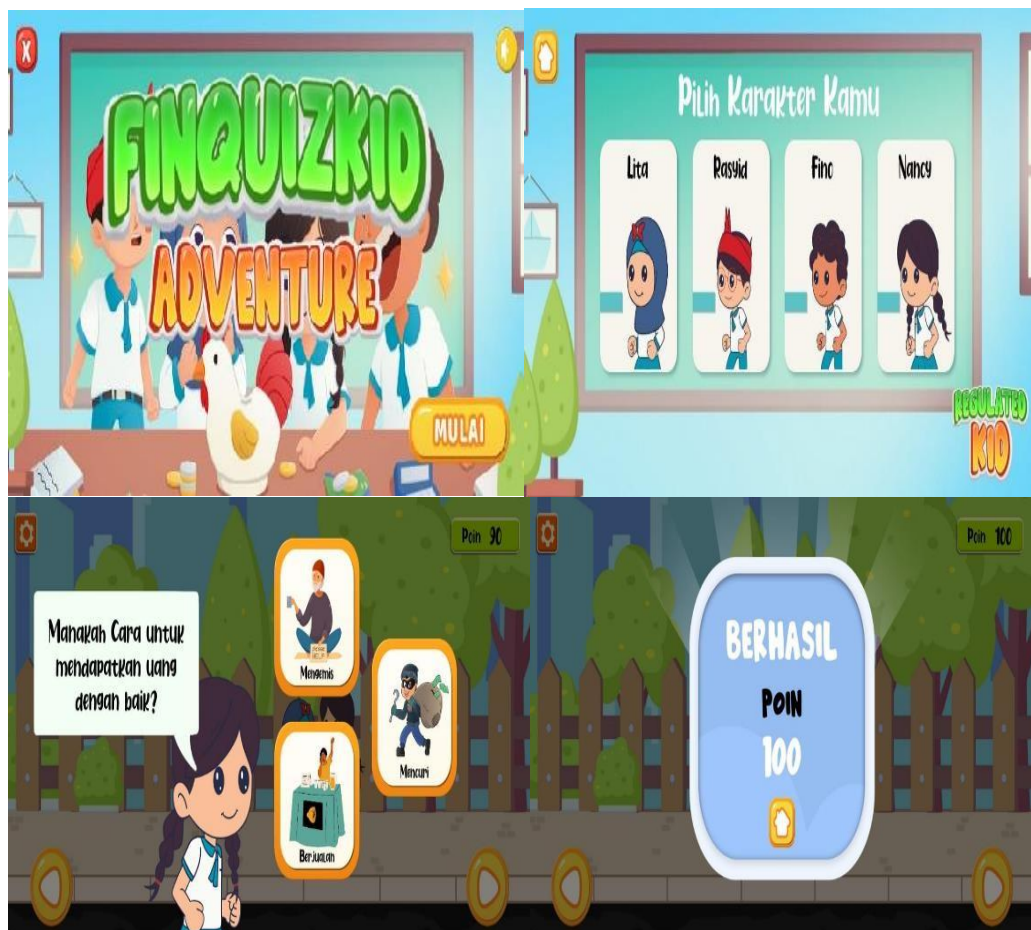 X
FINQUIZKID
ADVENTURE
MULAI
Pilih Karakter Kamu
Lita
Rasyid
Fino
Nancy
REGULATED
KID
Poin 90
Manakah Cara untuk
mendapatkan uang
dengan baik?
Mengemis
Mencuri
Berjualan
Poin 100
BERHASIL
POIN
100